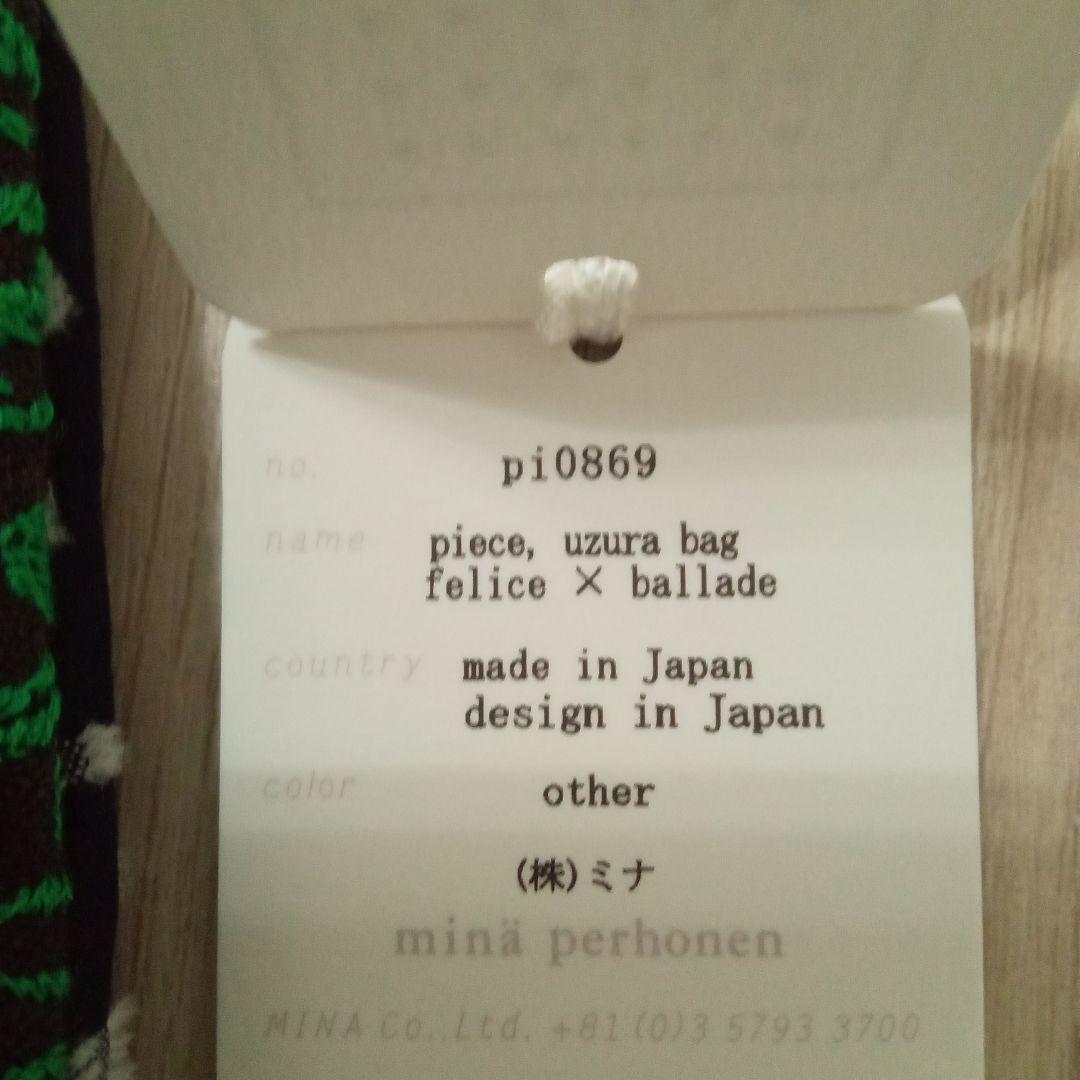 no. pi0869
name piece, uzura bag
felice × ballade
country made in Japan
design in Japan
color other
(株)ミナ
minä perhonen
MINA Co.,Ltd. +81(0)3 5793 3700